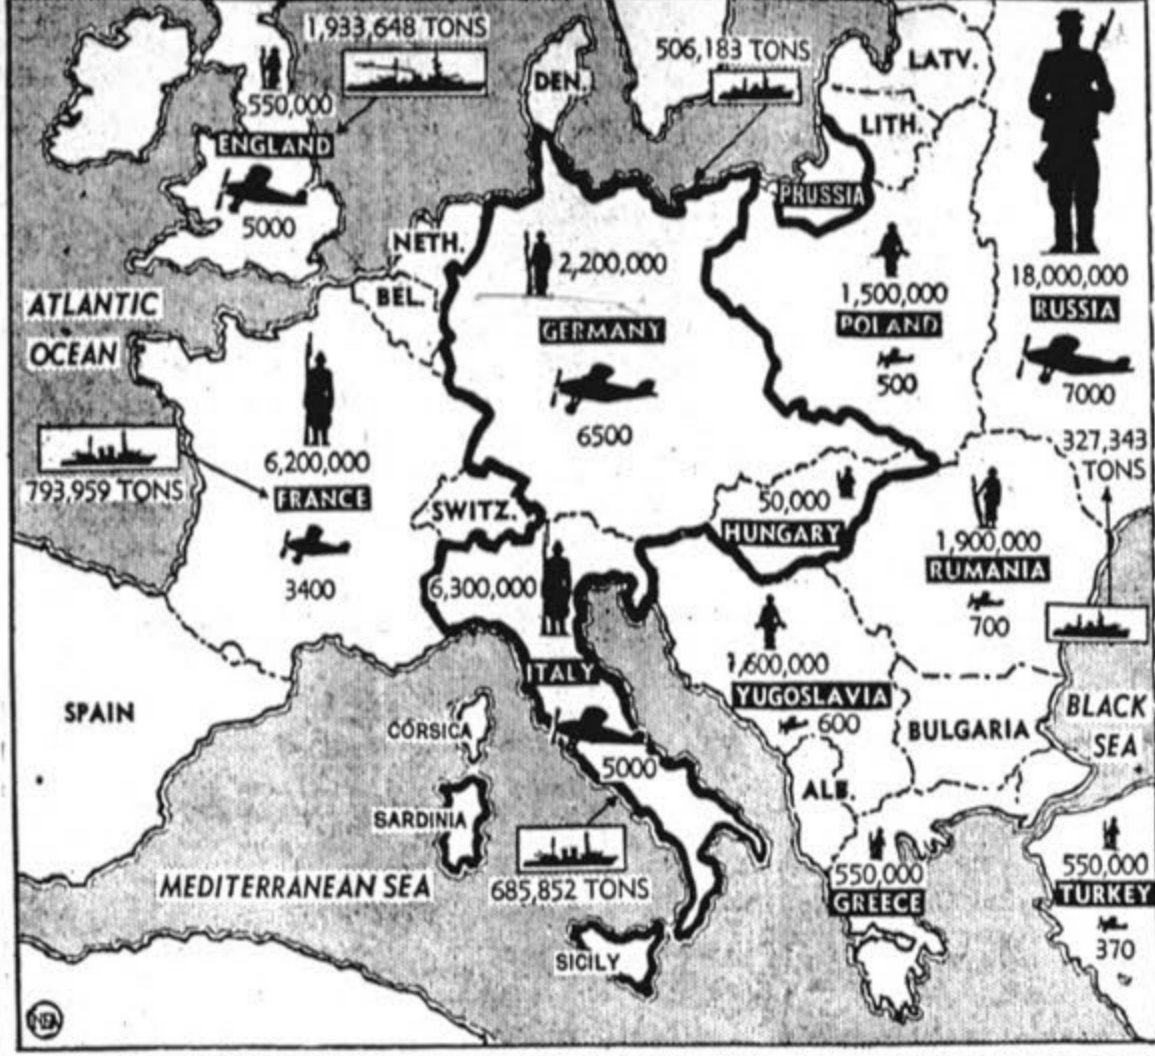 1,933,648 TONS
550,000
ENGLAND
5000
DEN.
506,183 TONS
LATV.
LITH.
PRUSSIA
18,000,000
RUSSIA
7000
NETH.
BEL.
2,200,000
GERMANY
6500
1,500,000
POLAND
500
ATLANTIC
OCEAN
793,959 TONS
6,200,000
FRANCE
3400
SWITZ.
50,000
HUNGARY
327,343
TONS
1,900,000
RUMANIA
700
6,300,000
ITALY
5000
685,852 TONS
1,600,000
YUGOSLAVIA
600
BULGARIA
BLACK
SEA
SPAIN
CORSICA
SARDINIA
MEDITERRANEAN SEA
SICILY
ALB.
550,000
GREECE
550,000
TURKEY
370
NEA